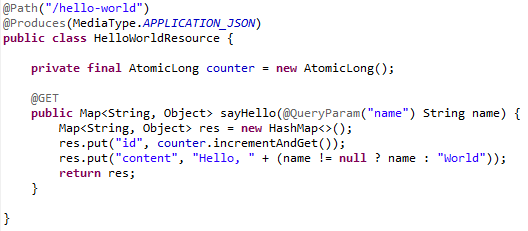 @Path("/hello-world")
@Produces(MediaType.APPLICATION_JSON)
public class HelloWorldResource {
private final AtomicLong counter = new AtomicLong();
@GET
public Map<String, Object> sayHello(@QueryParam("name") String name) {
Map<String, Object> res = new HashMap<>();
res.put("id", counter.incrementAndGet());
res.put("content", "Hello, " + (name != null ? name : "World"));
return res;
}
}